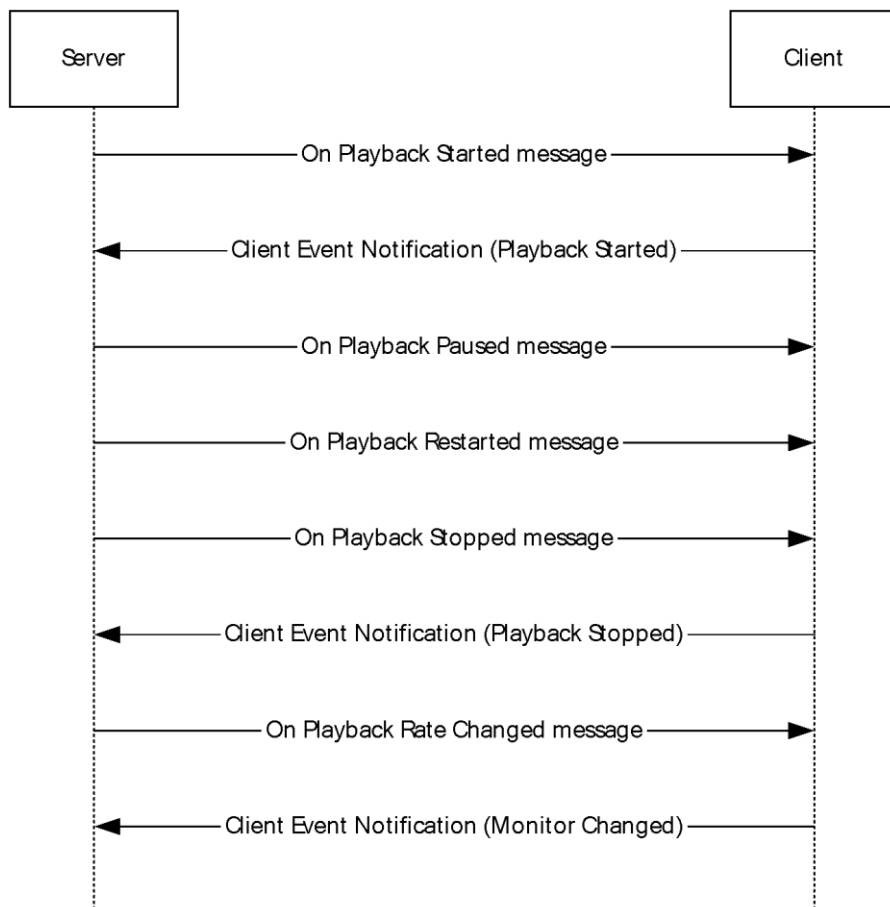 Server
Client
On Playback Started message
Client Event Notification (Playback Started)
On Playback Paused message
On Playback Restarted message
On Playback Stopped message
Client Event Notification (Playback Stopped)
On Playback Rate Changed message
Client Event Notification (Monitor Changed)